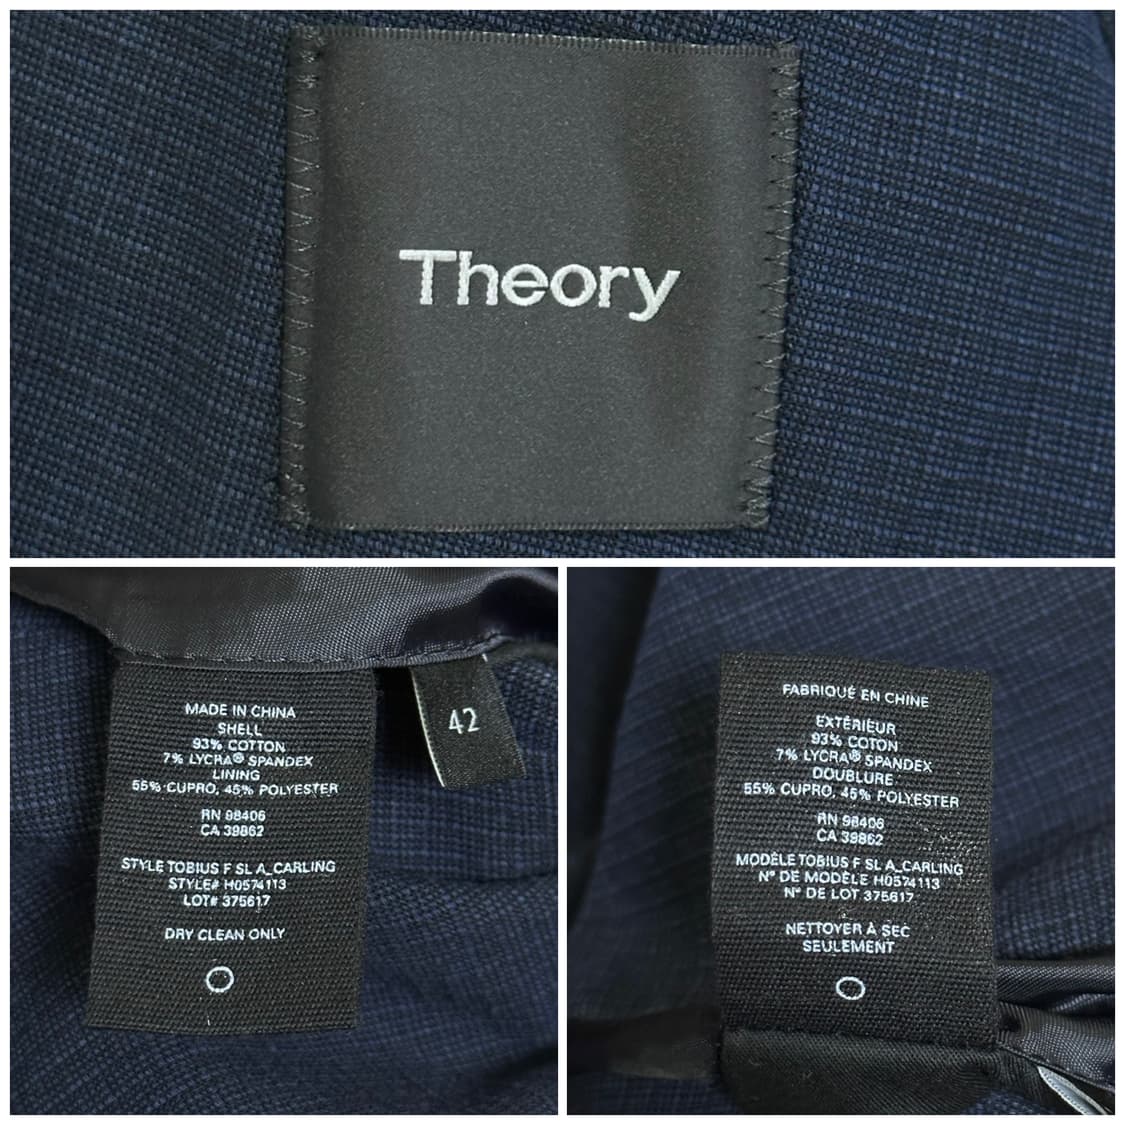 Theory
MADE IN CHINA
SHELL
93% COTTON
7% LYCRA® SPANDEX
LINING
55% CUPRO, 45% POLYESTER
RN 98406
CA 39862
STYLE TOBIUS F SL A_CARLING
STYLE# H0574113
LOT# 375617
DRY CLEAN ONLY
42
FABRIQUÉ EN CHINE
EXTÉRIEUR
93% COTON
7% LYCRA® SPANDEX
DOUBLURE
55% CUPRO, 45% POLYESTER
RN 98406
CA 39862
MODÈLE TOBIUS F SL A_CARLING
N° DE MODÈLE H0574113
N° DE LOT 375617
NETTOYER À SEC
SEULEMENT